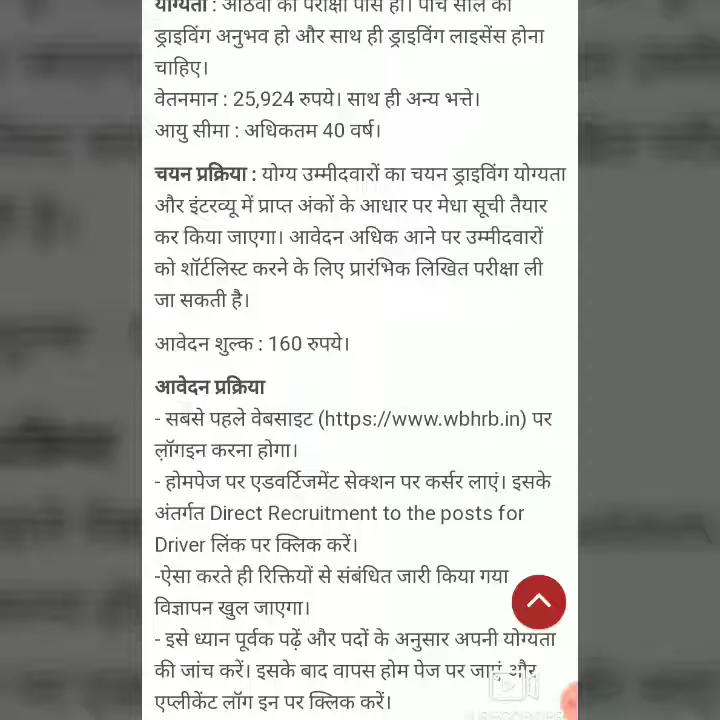 योग्यता : आठवीं की परीक्षा पास हो। पांच साल का
ड्राइविंग अनुभव हो और साथ ही ड्राइविंग लाइसेंस होना
चाहिए।
वेतनमान : 25,924 रुपये। साथ ही अन्य भत्ते।
आयु सीमा : अधिकतम 40 वर्ष।
चयन प्रक्रिया : योग्य उम्मीदवारों का चयन ड्राइविंग योग्यता
और इंटरव्यू में प्राप्त अंकों के आधार पर मेधा सूची तैयार
कर किया जाएगा। आवेदन अधिक आने पर उम्मीदवारों
को शॉर्टलिस्ट करने के लिए प्रारंभिक लिखित परीक्षा ली
जा सकती है।
आवेदन शुल्क : 160 रुपये।
आवेदन प्रक्रिया
- सबसे पहले वेबसाइट (https://www.wbhrb.in) पर
लॉगइन करना होगा।
- होमपेज पर एडवर्टिजमेंट सेक्शन पर कर्सर लाएं। इसके
अंतर्गत Direct Recruitment to the posts for
Driver लिंक पर क्लिक करें।
-ऐसा करते ही रिक्तियों से संबंधित जारी किया गया
विज्ञापन खुल जाएगा।
- इसे ध्यान पूर्वक पढ़ें और पदों के अनुसार अपनी योग्यता
की जांच करें। इसके बाद वापस होम पेज पर जाएं और
एप्लीकेंट लॉग इन पर क्लिक करें।